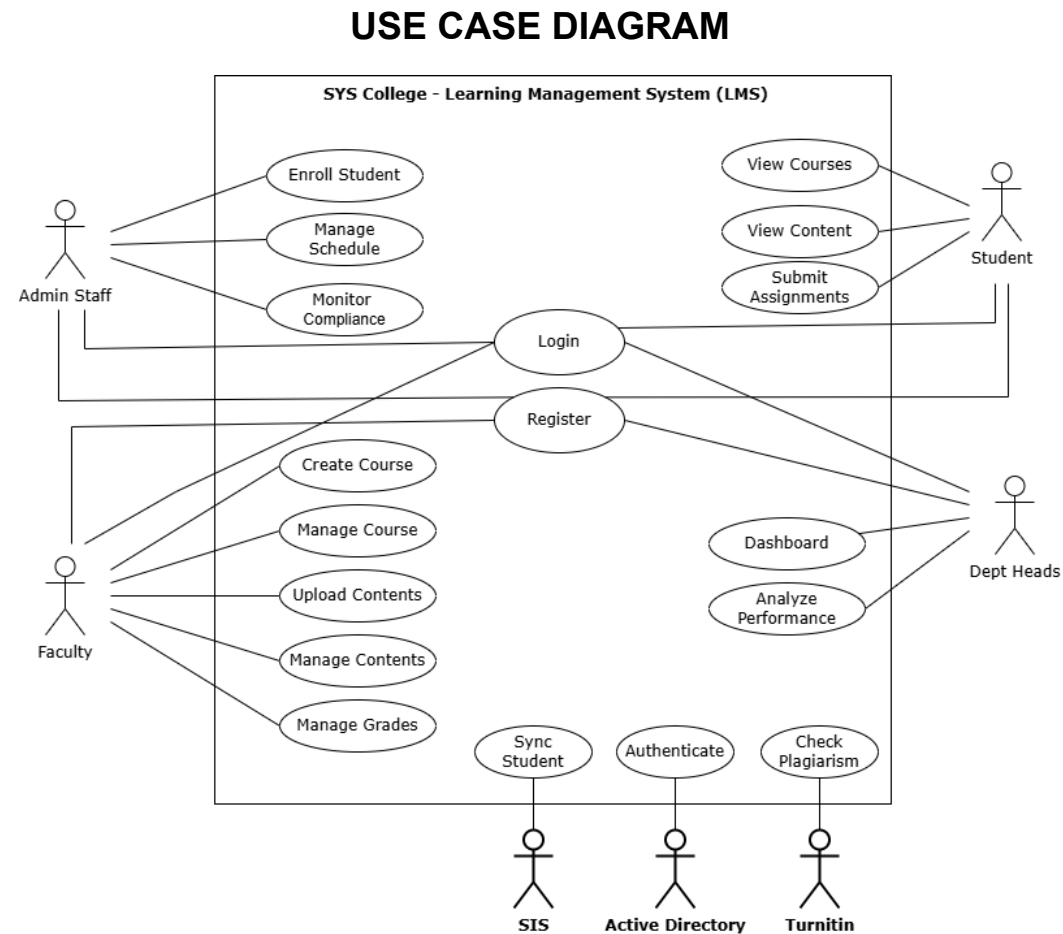 USE CASE DIAGRAM
SYS College - Learning Management System (LMS)
Enroll Student
Manage
Schedule
Monitor
Compliance
View Courses
View Content
Submit
Assignments
Admin Staff
Student
Login
Register
Create Course
Manage Course
Upload Contents
Manage Contents
Manage Grades
Faculty
Dashboard
Analyze
Performance
Dept Heads
Sync
Student
Authenticate
Check
Plagiarism
SIS
Active Directory
Turnitin